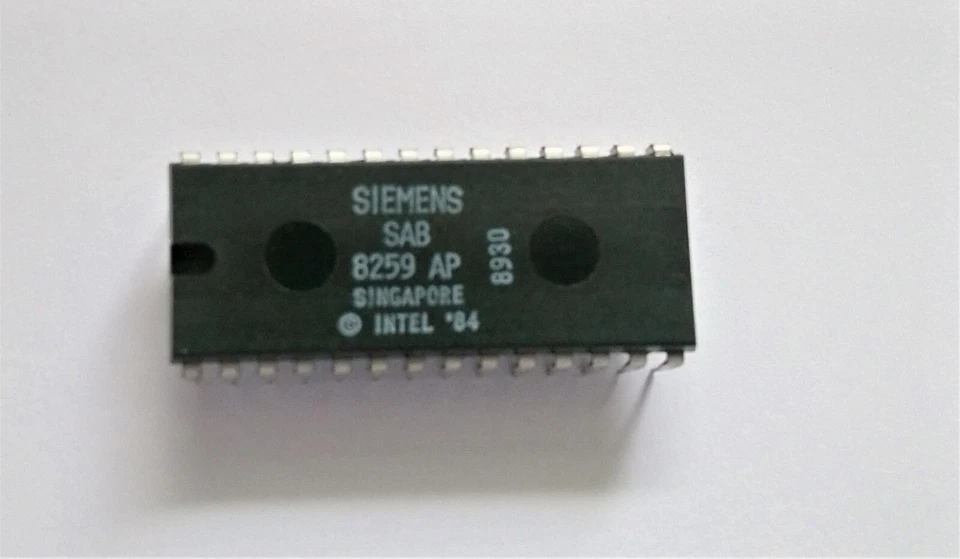 SIEMENS
SAB
8259 AP
SINGAPORE
© INTEL '84
8930